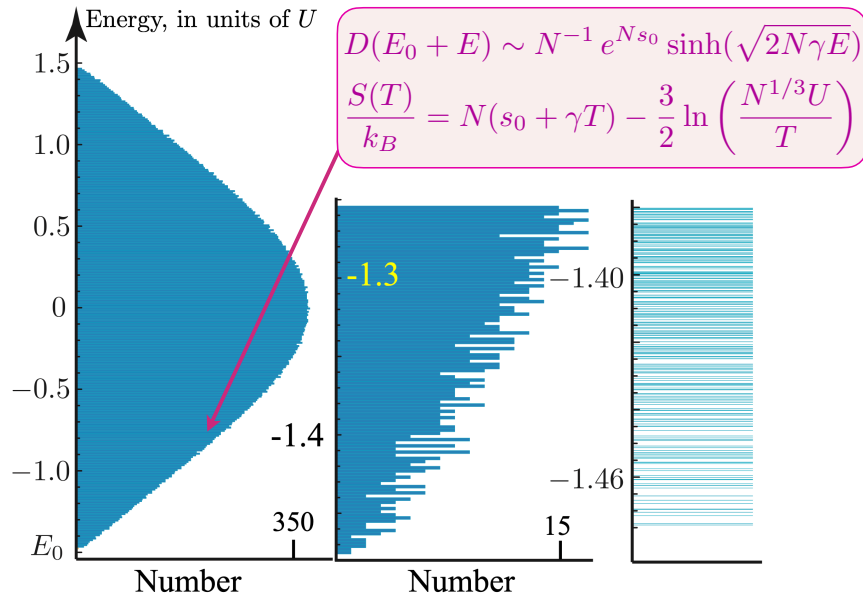 Energy, in units of U
D(E₀ + E) ∼ N⁻¹ e^{Ns₀} sinh(√(2NγE))
S(T)/k_B = N(s₀ + γT) − 3/2 ln (N^{1/3}U/T)
1.5
1.0
0.5
0
−0.5
−1.0
E₀
350
Number
-1.3
-1.4
15
Number
−1.40
−1.46